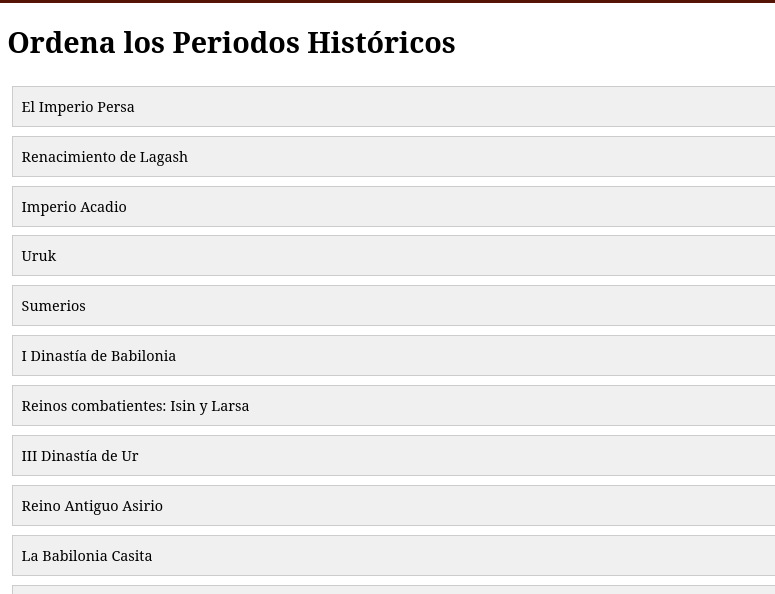 Ordena los Periodos Históricos
El Imperio Persa
Renacimiento de Lagash
Imperio Acadio
Uruk
Sumerios
I Dinastía de Babilonia
Reinos combatientes: Isin y Larsa
III Dinastía de Ur
Reino Antiguo Asirio
La Babilonia Casita